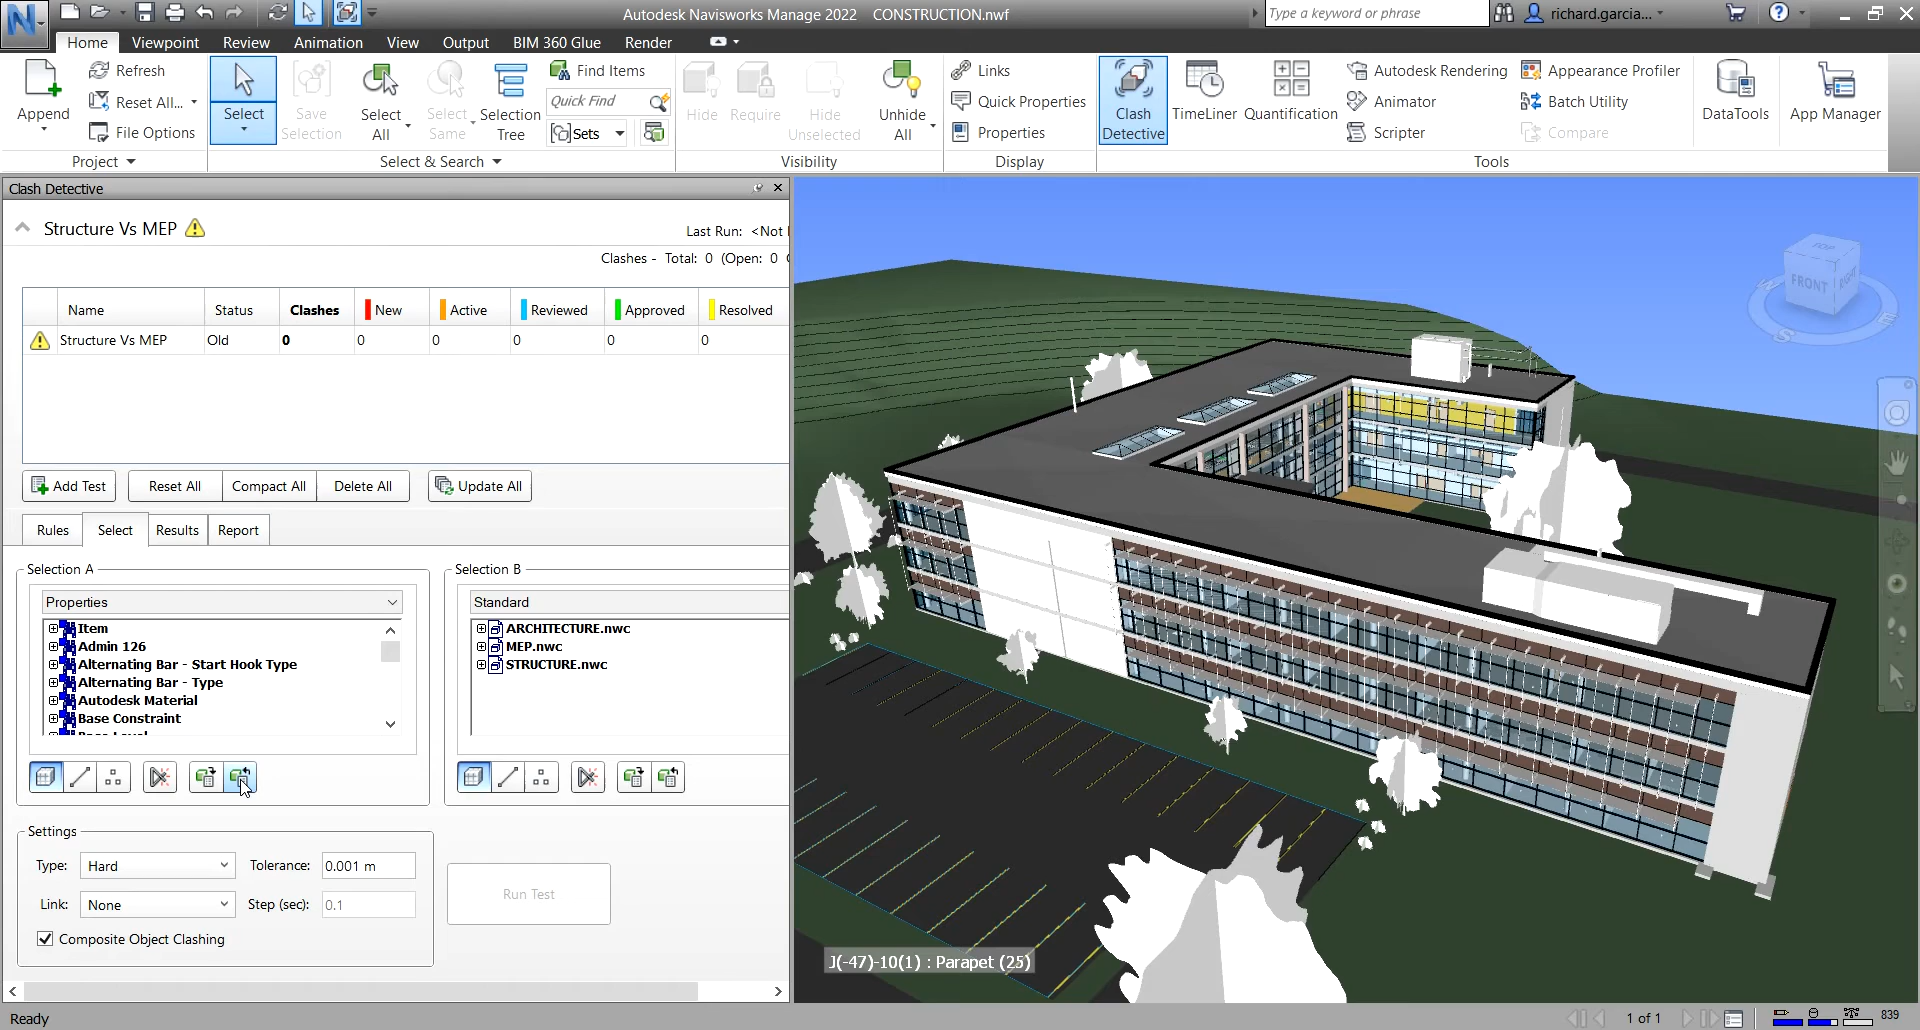 N
Autodesk Navisworks Manage 2022 CONSTRUCTION.nwf
Type a keyword or phrase
richard.garcia...
Home Viewpoint Review Animation View Output BIM 360 Glue Render
Append
Refresh
Reset All...
File Options
Project
Select
Save Selection
Select All
Select Same
Selection Tree
Find Items
Quick Find
Sets
Select & Search
Hide
Require
Hide Unselected
Unhide All
Visibility
Links
Quick Properties
Properties
Display
Clash Detective
TimeLiner
Quantification
Autodesk Rendering
Animator
Scripter
Appearance Profiler
Batch Utility
Compare
Tools
DataTools
App Manager
Clash Detective
Structure Vs MEP
Last Run: <Not
Clashes - Total: 0 (Open: 0
Name Status Clashes New Active Reviewed Approved Resolved
Structure Vs MEP Old 0 0 0 0 0 0
Add Test Reset All Compact All Delete All Update All
Rules Select Results Report
Selection A
Properties
Item
Admin 126
Alternating Bar - Start Hook Type
Alternating Bar - Type
Autodesk Material
Base Constraint
Selection B
Standard
ARCHITECTURE.nwc
MEP.nwc
STRUCTURE.nwc
Settings
Type: Hard Tolerance: 0.001 m
Link: None Step (sec): 0.1
Composite Object Clashing
Run Test
TOP
FRONT
RIGHT
W
S
E
J(-47)-10(1) : Parapet (25)
Ready
1 of 1
839